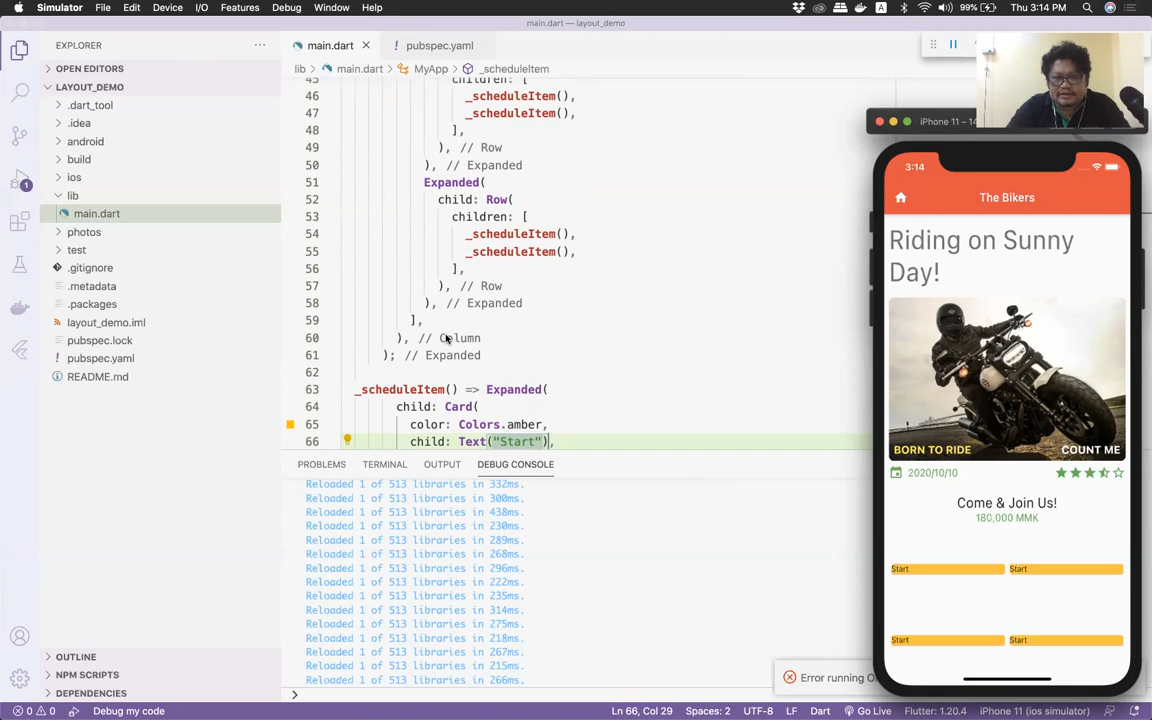 Simulator File Edit Device I/O Features Debug Window Help
99% Thu 3:14 PM
main.dart — layout_demo
EXPLORER
OPEN EDITORS
LAYOUT_DEMO
.dart_tool
.idea
android
build
ios
lib
main.dart
photos
test
.gitignore
.metadata
.packages
layout_demo.iml
pubspec.lock
pubspec.yaml
README.md
OUTLINE
NPM SCRIPTS
DEPENDENCIES
1
main.dart
pubspec.yaml
lib > main.dart > MyApp > _scheduleItem
45 children: [
46 _scheduleItem(),
47 _scheduleItem(),
48 ],
49 ), // Row
50 ), // Expanded
51 Expanded(
52 child: Row(
53 children: [
54 _scheduleItem(),
55 _scheduleItem(),
56 ],
57 ), // Row
58 ), // Expanded
59 ],
60 ), // Column
61 ); // Expanded
62
63 _scheduleItem() => Expanded(
64 child: Card(
65 color: Colors.amber,
66 child: Text("Start"),
PROBLEMS TERMINAL OUTPUT DEBUG CONSOLE
Reloaded 1 of 513 libraries in 332ms.
Reloaded 1 of 513 libraries in 300ms.
Reloaded 1 of 513 libraries in 438ms.
Reloaded 1 of 513 libraries in 230ms.
Reloaded 1 of 513 libraries in 289ms.
Reloaded 1 of 513 libraries in 268ms.
Reloaded 1 of 513 libraries in 296ms.
Reloaded 1 of 513 libraries in 222ms.
Reloaded 1 of 513 libraries in 235ms.
Reloaded 1 of 513 libraries in 314ms.
Reloaded 1 of 513 libraries in 275ms.
Reloaded 1 of 513 libraries in 218ms.
Reloaded 1 of 513 libraries in 267ms.
Reloaded 1 of 513 libraries in 215ms.
Reloaded 1 of 513 libraries in 266ms.
Error running
iPhone 11 –
3:14
The Bikers
Riding on Sunny
Day!
BORN TO RIDE COUNT ME
2020/10/10
Come & Join Us!
180,000 MMK
Start Start
Start Start
0 0 Debug my code
Ln 66, Col 29 Spaces: 2 UTF-8 LF Dart Go Live Flutter: 1.20.4 iPhone 11 (ios simulator)